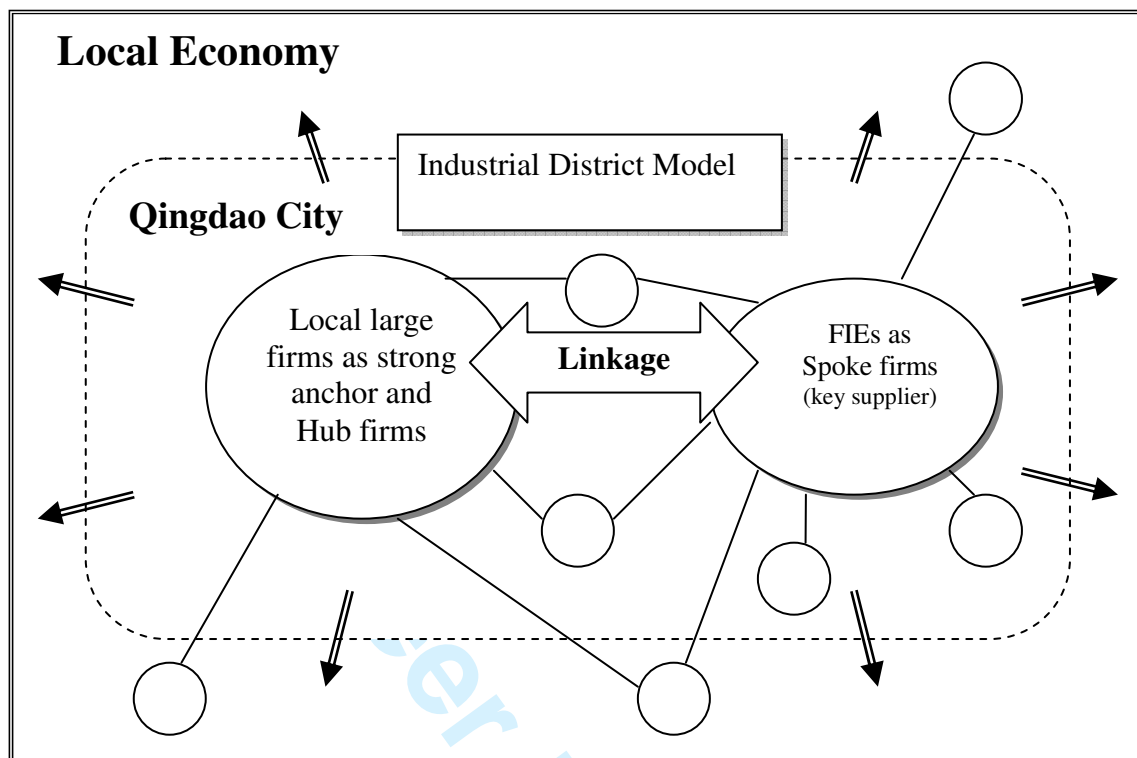 Local Economy
Industrial District Model
Qingdao City
Local large
firms as strong
anchor and
Hub firms
Linkage
FIEs as
Spoke firms
(key supplier)